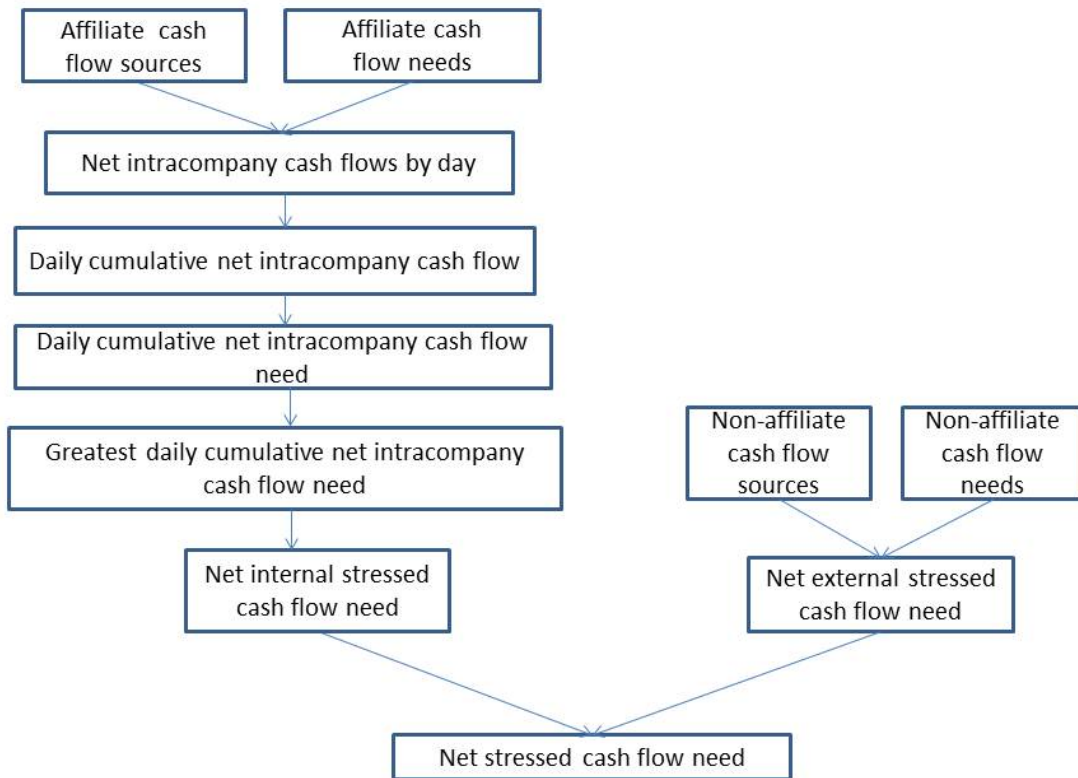 Affiliate cash
flow sources
Affiliate cash
flow needs
Net intracompany cash flows by day
Daily cumulative net intracompany cash flow
Daily cumulative net intracompany cash flow
need
Greatest daily cumulative net intracompany
cash flow need
Non-affiliate
cash flow
sources
Non-affiliate
cash flow
needs
Net internal stressed
cash flow need
Net external stressed
cash flow need
Net stressed cash flow need